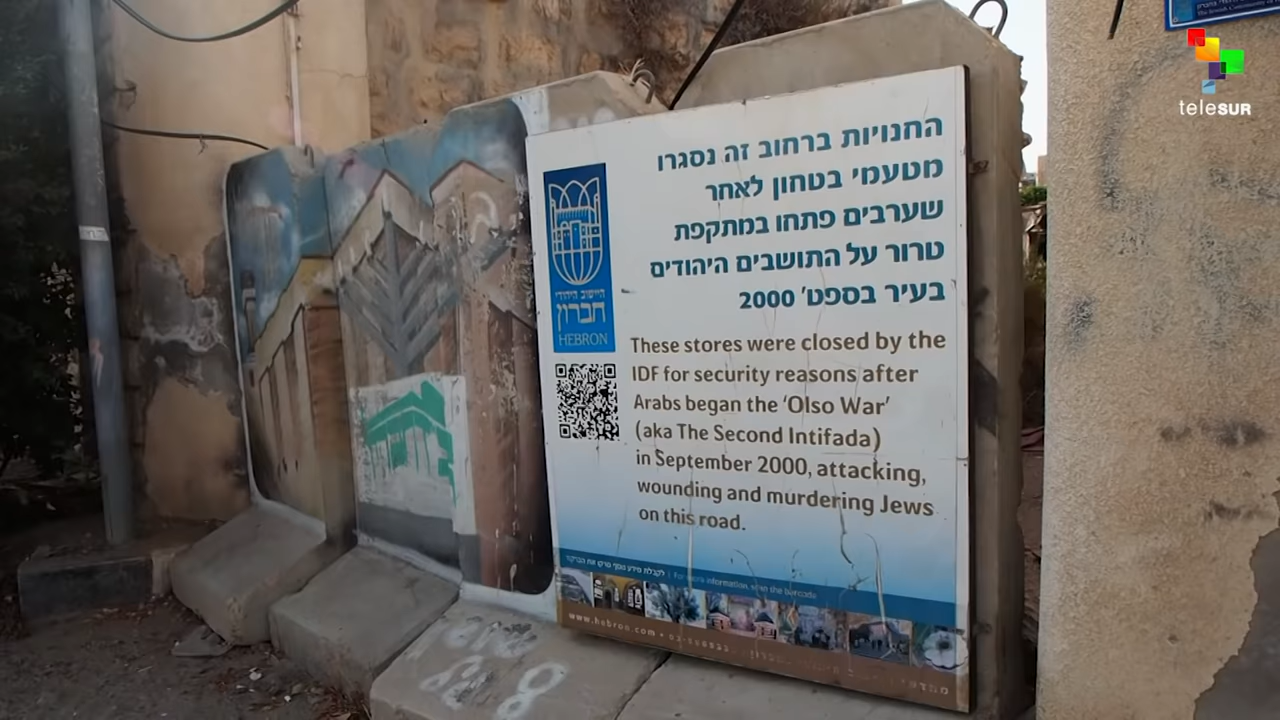 החנויות ברחוב זה נסגרו
מטעמי בטחון לאחר
שערבים פתחו במתקפת
טרור על התושבים היהודים
בעיר בספט' 2000
היישוב היהודי
חברון
HEBRON
These stores were closed by the
IDF for security reasons after
Arabs began the 'Olso War'
(aka The Second Intifada)
in September 2000, attacking,
wounding and murdering Jews
on this road.
לקבלת מידע נוסף סרקו את הברקוד | For more information, scan the barcode
www.hebron.com
teleSUR